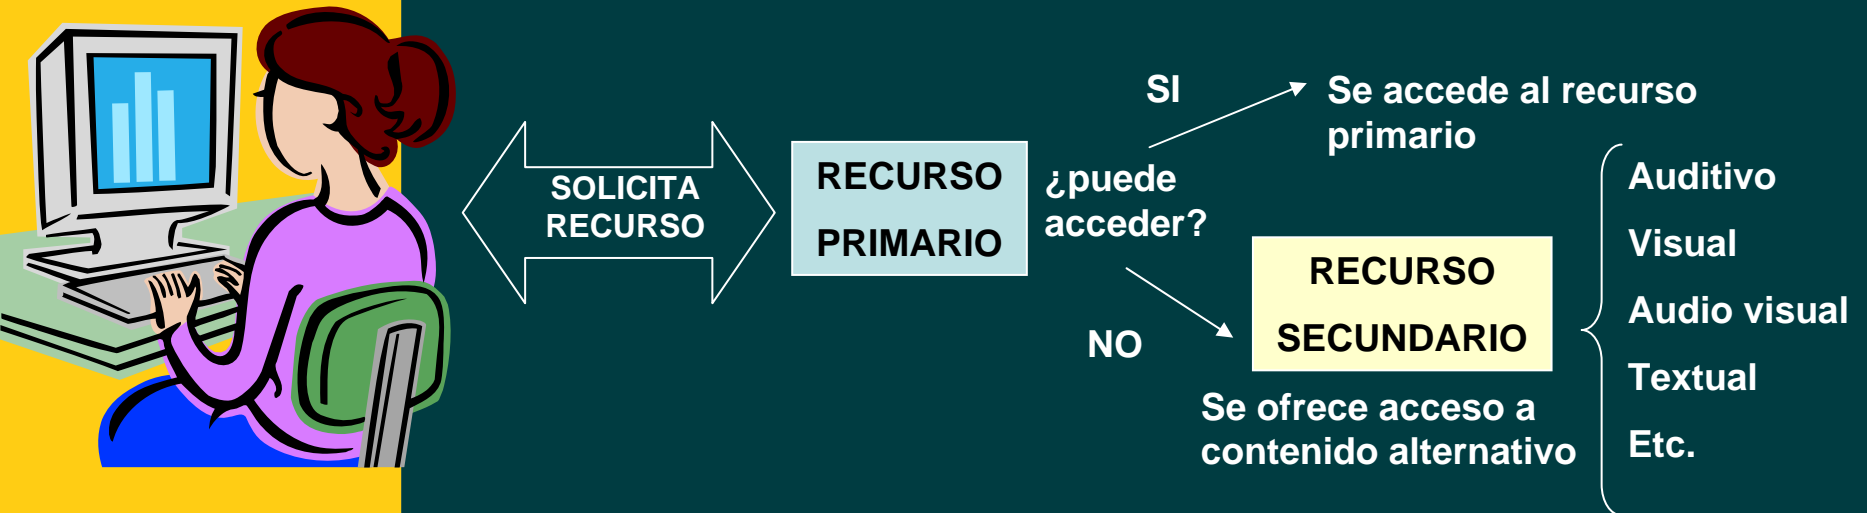 SOLICITA
RECURSO
RECURSO
PRIMARIO
¿puede
acceder?
SI
Se accede al recurso
primario
NO
RECURSO
SECUNDARIO
Se ofrece acceso a
contenido alternativo
Auditivo
Visual
Audio visual
Textual
Etc.